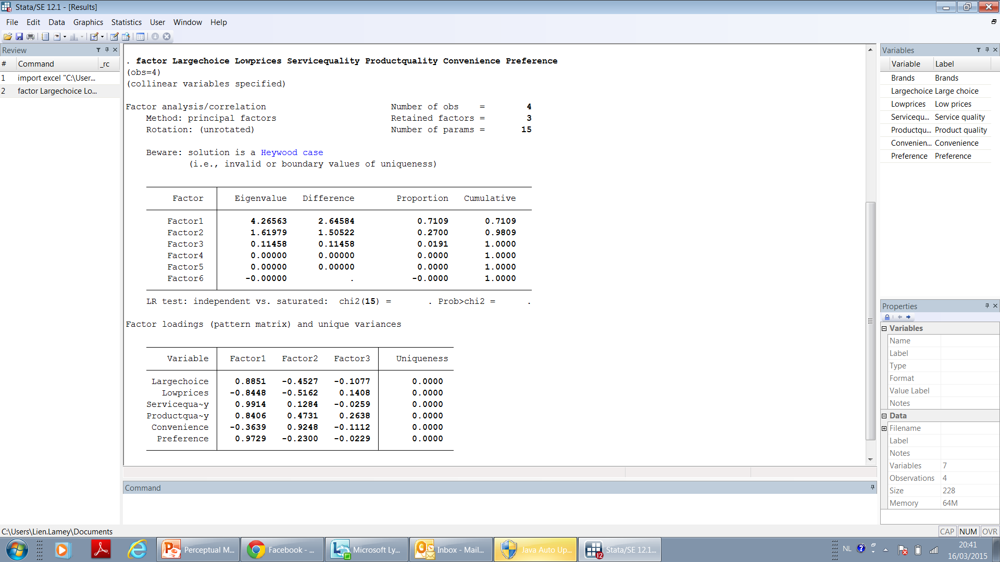 Stata/SE 12.1 - [Results]
File Edit Data Graphics Statistics User Window Help
Review
# Command _rc
1 import excel "C:\User...
2 factor Largechoice Lo...
. factor Largechoice Lowprices Servicequality Productquality Convenience Preference
(obs=4)
(collinear variables specified)
Factor analysis/correlation Number of obs = 4
Method: principal factors Retained factors = 3
Rotation: (unrotated) Number of params = 15
Beware: solution is a Heywood case
(i.e., invalid or boundary values of uniqueness)
Factor Eigenvalue Difference Proportion Cumulative
Factor1 4.26563 2.64584 0.7109 0.7109
Factor2 1.61979 1.50522 0.2700 0.9809
Factor3 0.11458 0.11458 0.0191 1.0000
Factor4 0.00000 0.00000 0.0000 1.0000
Factor5 0.00000 0.00000 0.0000 1.0000
Factor6 -0.00000 . -0.0000 1.0000
LR test: independent vs. saturated: chi2(15) = . Prob>chi2 = .
Factor loadings (pattern matrix) and unique variances
Variable Factor1 Factor2 Factor3 Uniqueness
Largechoice 0.8851 -0.4527 -0.1077 0.0000
Lowprices -0.8448 -0.5162 0.1408 0.0000
Servicequa~y 0.9914 0.1284 -0.0259 0.0000
Productqua~y 0.8406 0.4731 0.2638 0.0000
Convenience -0.3639 0.9248 -0.1112 0.0000
Preference 0.9729 -0.2300 -0.0229 0.0000
Command
Variables
Variable Label
Brands Brands
Largechoice Large choice
Lowprices Low prices
Servicequ... Service quality
Productqu... Product quality
Convenien... Convenience
Preference Preference
Properties
Variables
Name
Label
Type
Format
Value Label
Notes
Data
Filename
Label
Notes
Variables 7
Observations 4
Size 228
Memory 64M
C:\Users\Lien.Lamey\Documents
CAP NUM OVR
Perceptual M... Facebook - ... Microsoft Ly... Inbox - Mail... Java Auto Up... 12 Stata/SE 12.1...
NL
20:41
16/03/2015